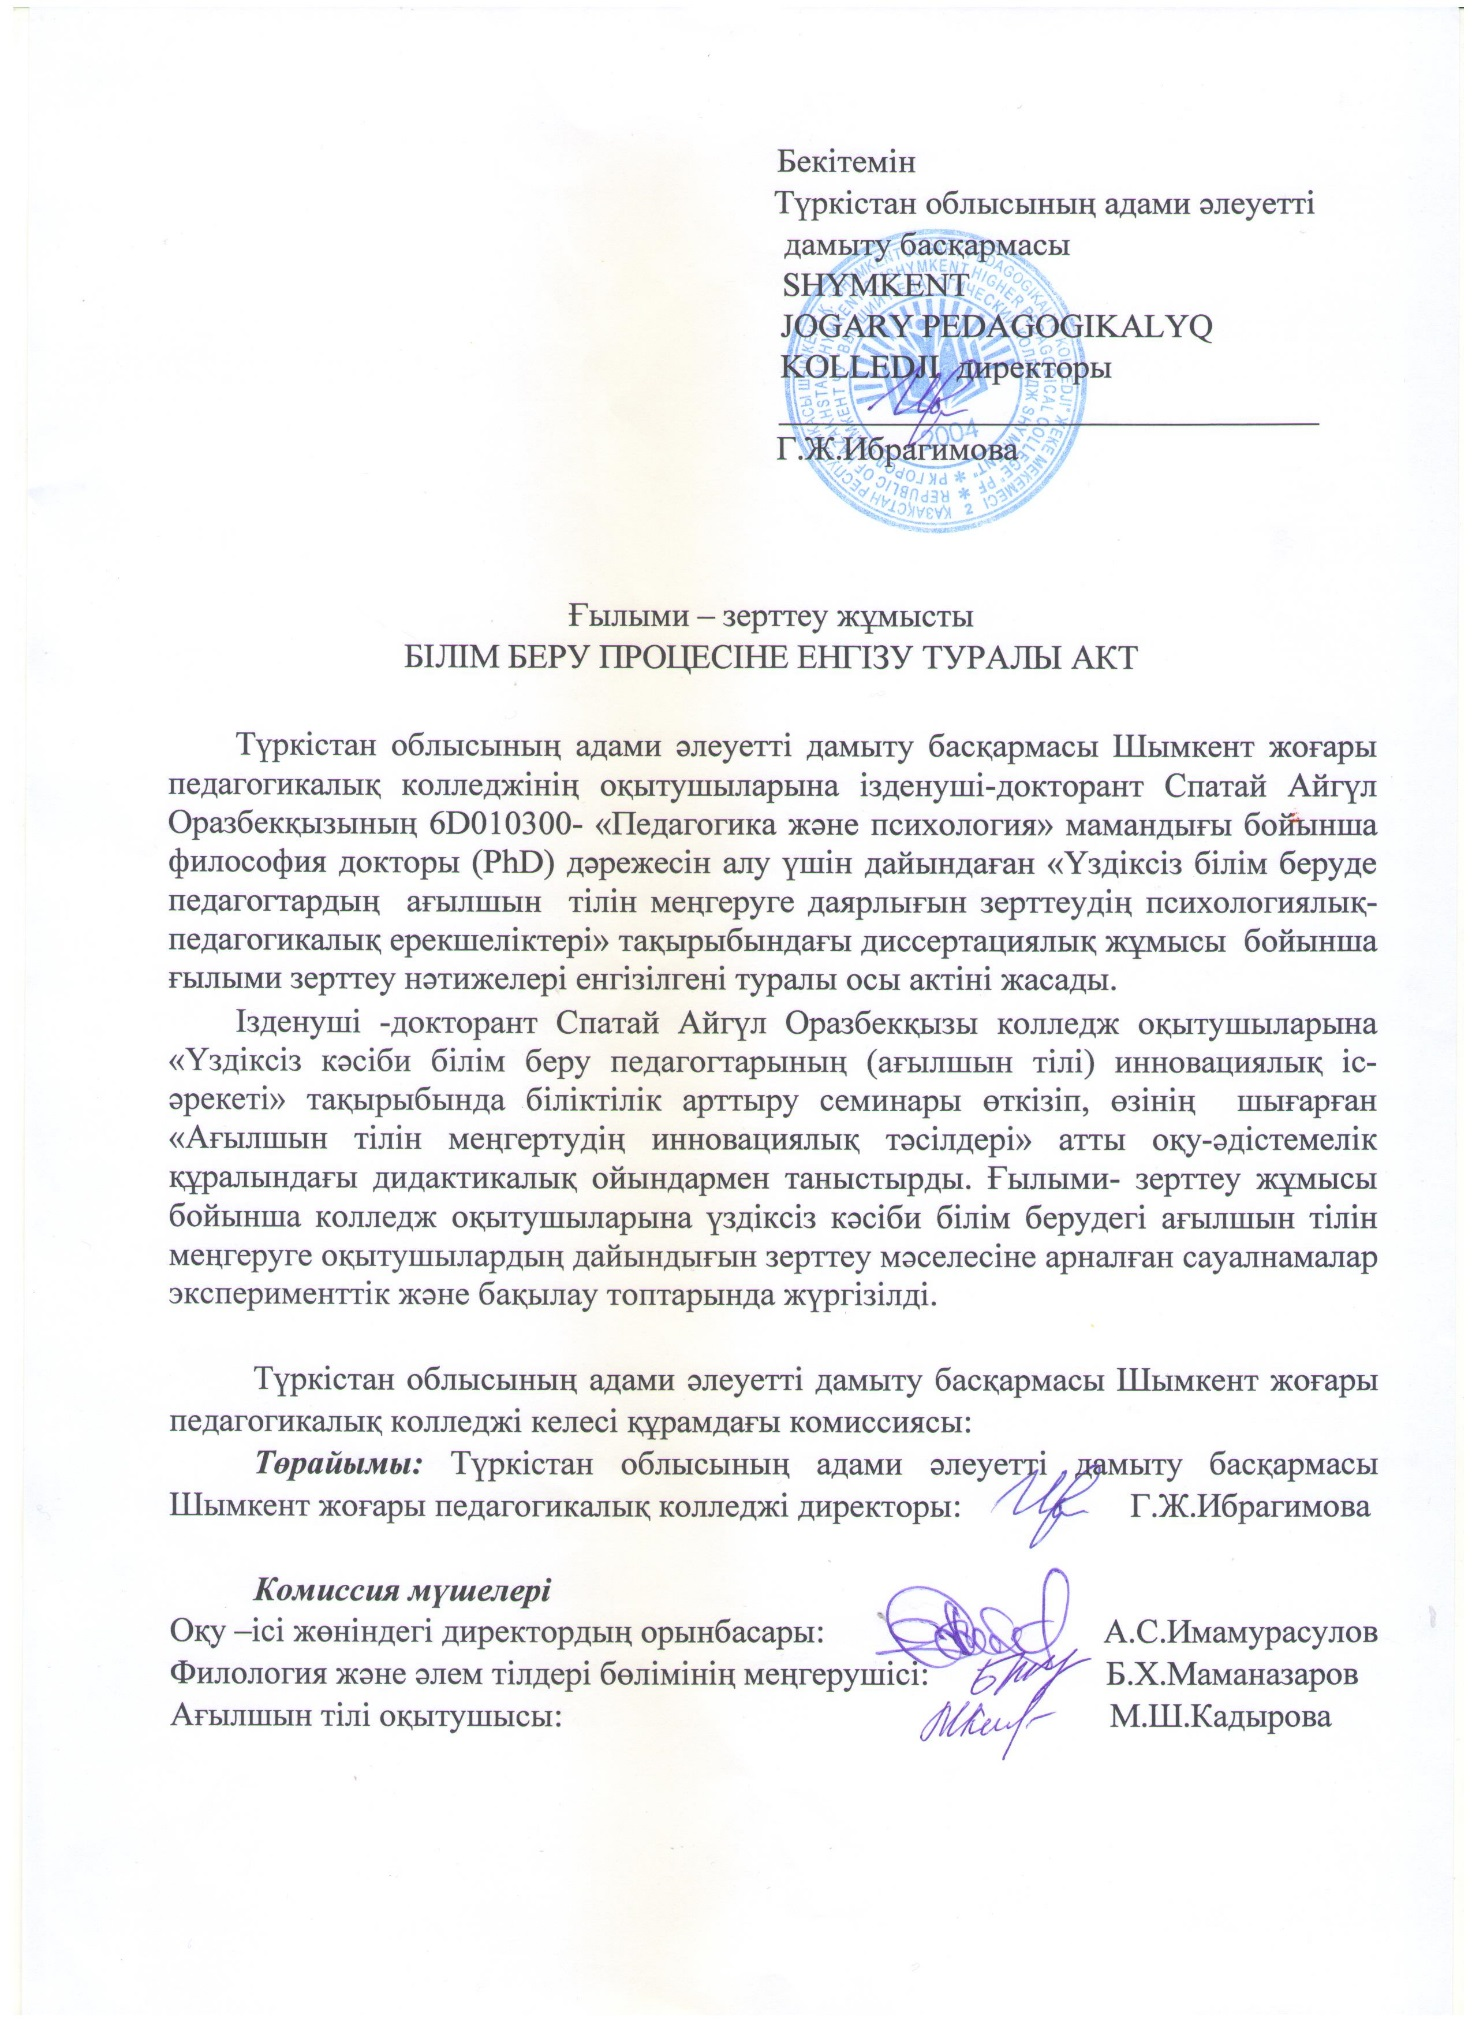 Бекітемін
Түркістан облысының адами әлеуетті
дамыту басқармасы
SHYMKENT
JOGARY PEDAGOGIKALYQ
KOLLEDJI директоры
Г.Ж.Ибрагимова
2004
Ғылыми – зерттеу жұмысты
БІЛІМ БЕРУ ПРОЦЕСІНЕ ЕНГІЗУ ТУРАЛЫ АКТ
Түркістан облысының адами әлеуетті дамыту басқармасы Шымкент жоғары
педагогикалық колледжінің оқытушыларына ізденуші-докторант Спатай Айгүл
Оразбекқызының 6D010300- «Педагогика және психология» мамандығы бойынша
философия докторы (PhD) дәрежесін алу үшін дайындаған «Үздіксіз білім беруде
педагогтардың ағылшын тілін меңгеруге даярлығын зерттеудің психологиялық-
педагогикалық ерекшеліктері» тақырыбындағы диссертациялық жұмысы бойынша
ғылыми зерттеу нәтижелері енгізілгені туралы осы актіні жасады.
Ізденуші -докторант Спатай Айгүл Оразбекқызы колледж оқытушыларына
«Үздіксіз кәсіби білім беру педагогтарының (ағылшын тілі) инновациялық іс-
әрекеті» тақырыбында біліктілік арттыру семинары өткізіп, өзінің шығарған
«Ағылшын тілін меңгертудің инновациялық тәсілдері» атты оқу-әдістемелік
құралындағы дидактикалық ойындармен таныстырды. Ғылыми- зерттеу жұмысы
бойынша колледж оқытушыларына үздіксіз кәсіби білім берудегі ағылшын тілін
меңгеруге оқытушылардың дайындығын зерттеу мәселесіне арналған сауалнамалар
эксперименттік және бақылау топтарында жүргізілді.
Түркістан облысының адами әлеуетті дамыту басқармасы Шымкент жоғары
педагогикалық колледжі келесі құрамдағы комиссиясы:
Төрайымы: Түркістан облысының адами әлеуетті дамыту басқармасы
Шымкент жоғары педагогикалық колледжі директоры: Г.Ж.Ибрагимова
Комиссия мүшелері
Оқу –ісі жөніндегі директордың орынбасары: А.С.Имамурасулов
Филология және әлем тілдері бөлімінің меңгерушісі: Б.Х.Маманазаров
Ағылшын тілі оқытушысы: М.Ш.Кадырова